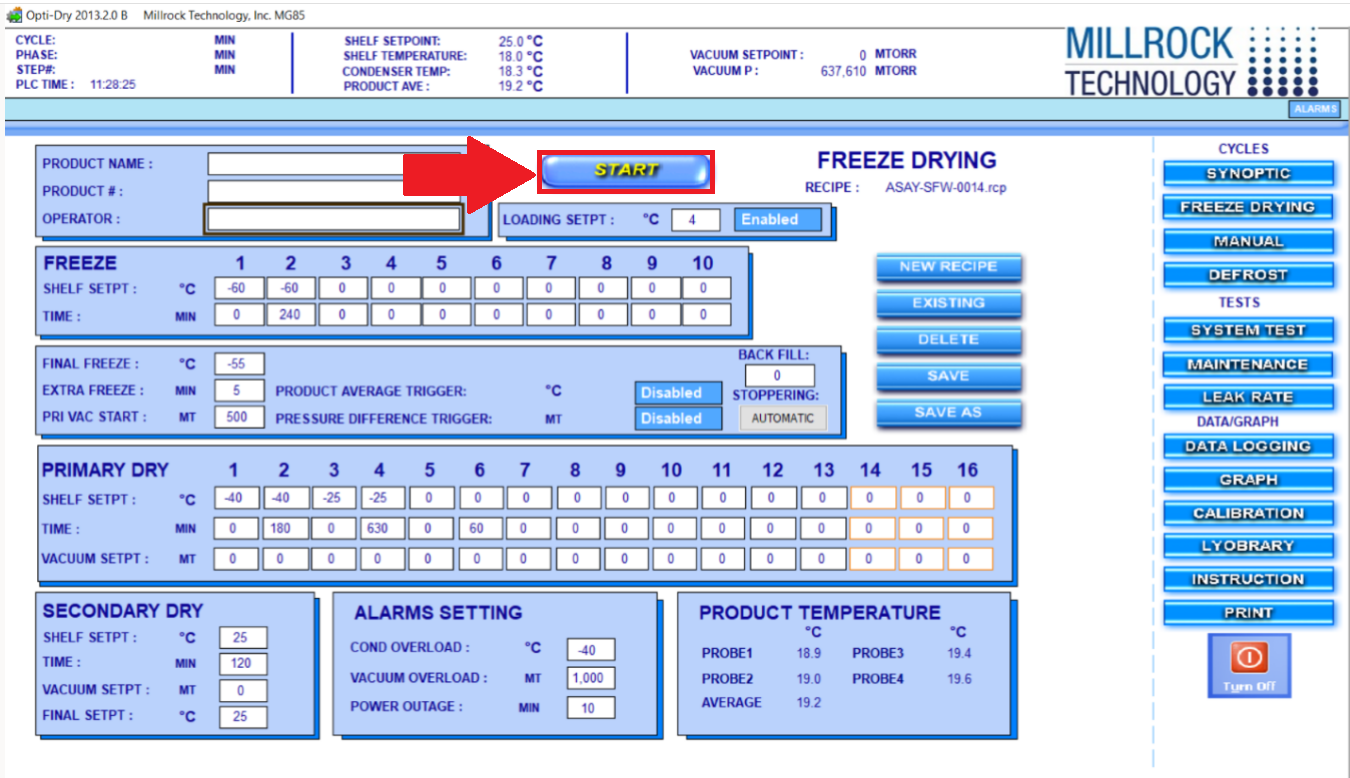 Opti-Dry 2013.2.0 B Millrock Technology, Inc. MG85
CYCLE: MIN SHELF SETPOINT: 25.0 °C
PHASE: MIN SHELF TEMPERATURE: 18.0 °C VACUUM SETPOINT : 0 MTORR
STEP#: MIN CONDENSER TEMP: 18.3 °C VACUUM P : 637,610 MTORR
PLC TIME : 11:28:25 PRODUCT AVE : 19.2 °C
MILLROCK
TECHNOLOGY
ALARMS
PRODUCT NAME :
PRODUCT # :
OPERATOR :
START
FREEZE DRYING
RECIPE : ASAY-SFW-0014.rcp
LOADING SETPT : °C 4 Enabled
FREEZE 1 2 3 4 5 6 7 8 9 10
SHELF SETPT : °C -60 -60 0 0 0 0 0 0 0 0
TIME : MIN 0 240 0 0 0 0 0 0 0 0
NEW RECIPE
EXISTING
DELETE
SAVE
SAVE AS
FINAL FREEZE : °C -55
EXTRA FREEZE : MIN 5 PRODUCT AVERAGE TRIGGER: °C Disabled
PRI VAC START : MT 500 PRESSURE DIFFERENCE TRIGGER: MT Disabled
BACK FILL:
0
STOPPERING:
AUTOMATIC
PRIMARY DRY 1 2 3 4 5 6 7 8 9 10 11 12 13 14 15 16
SHELF SETPT : °C -40 -40 -25 -25 0 0 0 0 0 0 0 0 0 0 0 0
TIME : MIN 0 180 0 630 0 60 0 0 0 0 0 0 0 0 0 0
VACUUM SETPT : MT 0 0 0 0 0 0 0 0 0 0 0 0 0 0 0 0
SECONDARY DRY
SHELF SETPT : °C 25
TIME : MIN 120
VACUUM SETPT : MT 0
FINAL SETPT : °C 25
ALARMS SETTING
COND OVERLOAD : °C -40
VACUUM OVERLOAD : MT 1,000
POWER OUTAGE : MIN 10
PRODUCT TEMPERATURE
°C °C
PROBE1 18.9 PROBE3 19.4
PROBE2 19.0 PROBE4 19.6
AVERAGE 19.2
CYCLES
SYNOPTIC
FREEZE DRYING
MANUAL
DEFROST
TESTS
SYSTEM TEST
MAINTENANCE
LEAK RATE
DATA/GRAPH
DATA LOGGING
GRAPH
CALIBRATION
LYOBRARY
INSTRUCTION
PRINT
Turn Off